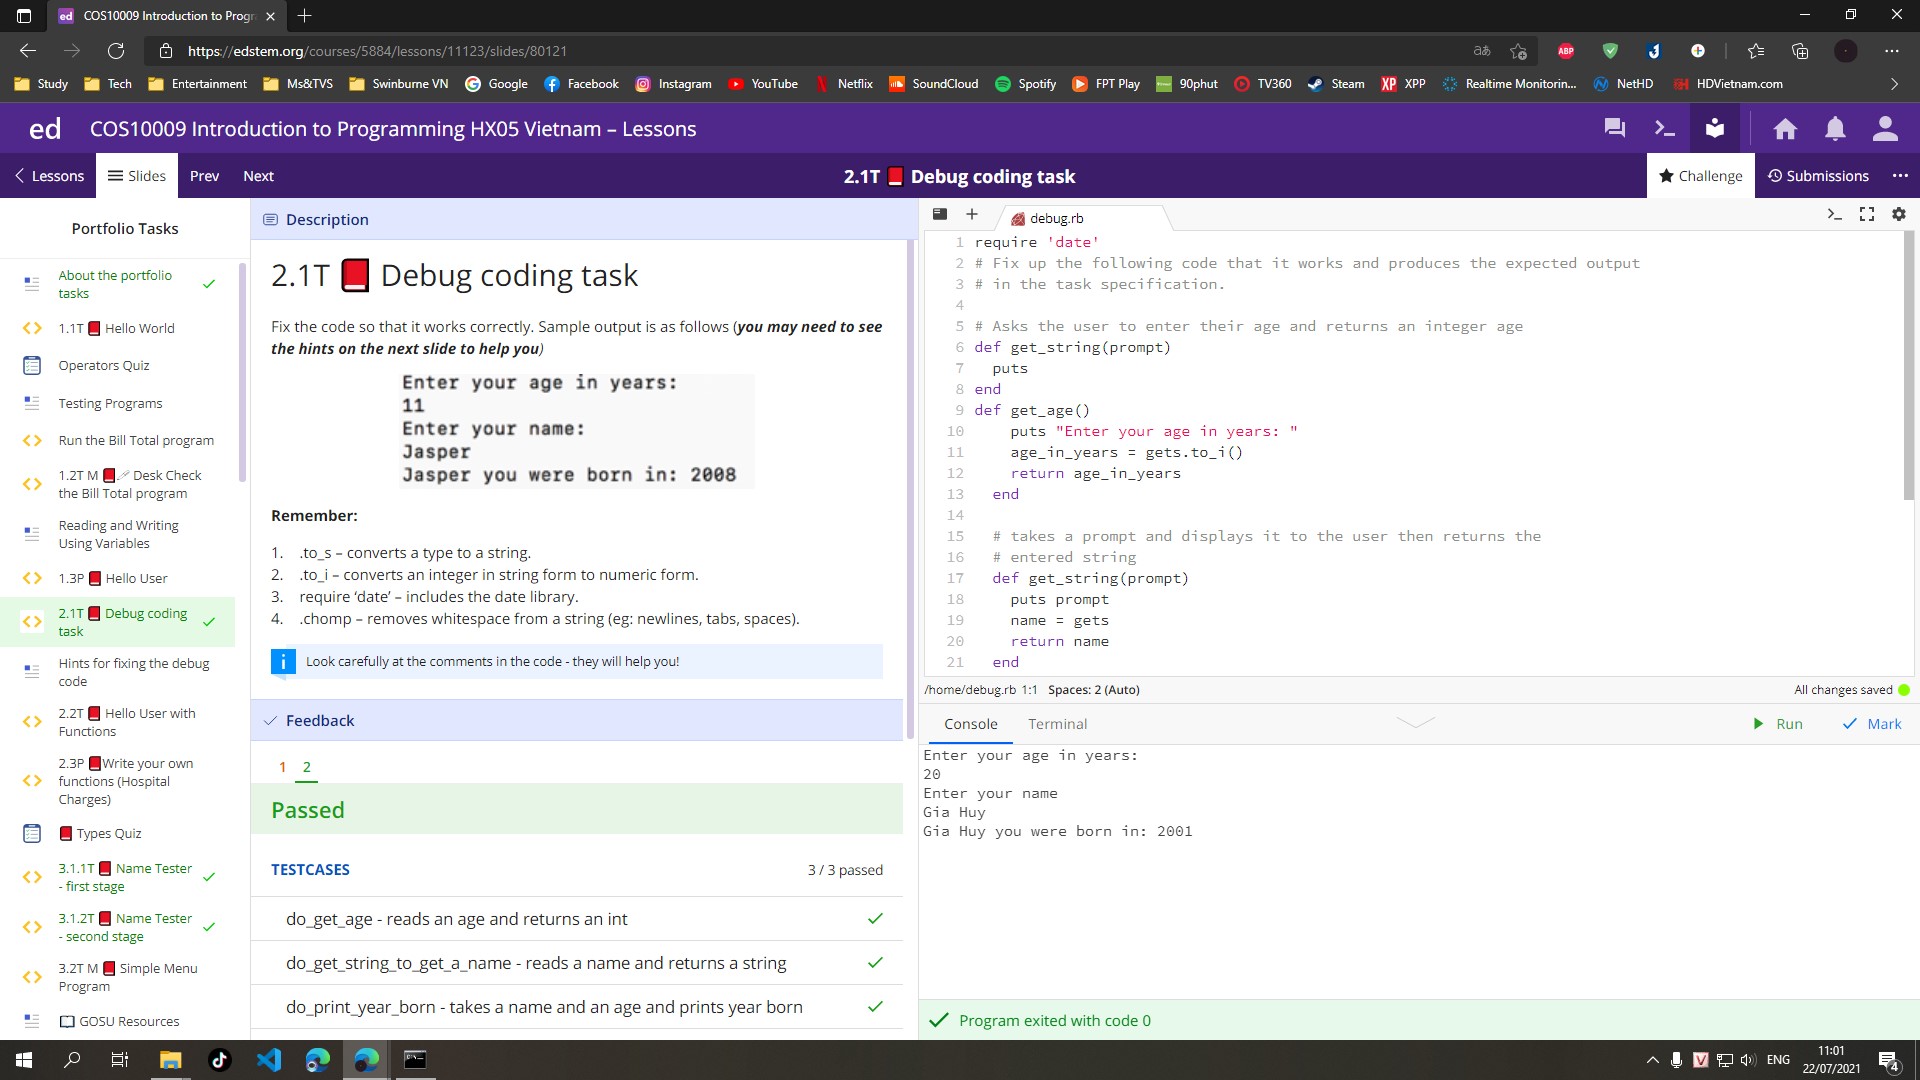 COS10009 Introduction to Progr
https://edstem.org/courses/5884/lessons/11123/slides/80121
Study Tech Entertainment Ms&TVS Swinburne VN Google Facebook Instagram YouTube Netflix SoundCloud Spotify FPT Play 90phut TV360 Steam XPP Realtime Monitorin... NetHD HDVietnam.com
ed COS10009 Introduction to Programming HX05 Vietnam – Lessons
Lessons Slides Prev Next 2.1T 📕 Debug coding task Challenge Submissions
Portfolio Tasks
About the portfolio
tasks
1.1T 📕 Hello World
Operators Quiz
Testing Programs
Run the Bill Total program
1.2T M 📕 Desk Check
the Bill Total program
Reading and Writing
Using Variables
1.3P 📕 Hello User
2.1T 📕 Debug coding
task
Hints for fixing the debug
code
2.2T 📕 Hello User with
Functions
2.3P 📕Write your own
functions (Hospital
Charges)
📕 Types Quiz
3.1.1T 📕 Name Tester
- first stage
3.1.2T 📕 Name Tester
- second stage
3.2T M 📕 Simple Menu
Program
📖 GOSU Resources
Description
2.1T 📕 Debug coding task
Fix the code so that it works correctly. Sample output is as follows (you may need to see
the hints on the next slide to help you)
Enter your age in years:
11
Enter your name:
Jasper
Jasper you were born in: 2008
Remember:
1. .to_s – converts a type to a string.
2. .to_i – converts an integer in string form to numeric form.
3. require ‘date’ – includes the date library.
4. .chomp – removes whitespace from a string (eg: newlines, tabs, spaces).
i Look carefully at the comments in the code - they will help you!
Feedback
1 2
Passed
TESTCASES 3 / 3 passed
do_get_age - reads an age and returns an int
do_get_string_to_get_a_name - reads a name and returns a string
do_print_year_born - takes a name and an age and prints year born
debug.rb
1 require 'date'
2 # Fix up the following code that it works and produces the expected output
3 # in the task specification.
4
5 # Asks the user to enter their age and returns an integer age
6 def get_string(prompt)
7 puts
8 end
9 def get_age()
10 puts "Enter your age in years: "
11 age_in_years = gets.to_i()
12 return age_in_years
13 end
14
15 # takes a prompt and displays it to the user then returns the
16 # entered string
17 def get_string(prompt)
18 puts prompt
19 name = gets
20 return name
21 end
/home/debug.rb 1:1 Spaces: 2 (Auto) All changes saved
Console Terminal Run Mark
Enter your age in years:
20
Enter your name
Gia Huy
Gia Huy you were born in: 2001
Program exited with code 0
ENG
11:01
22/07/2021
4